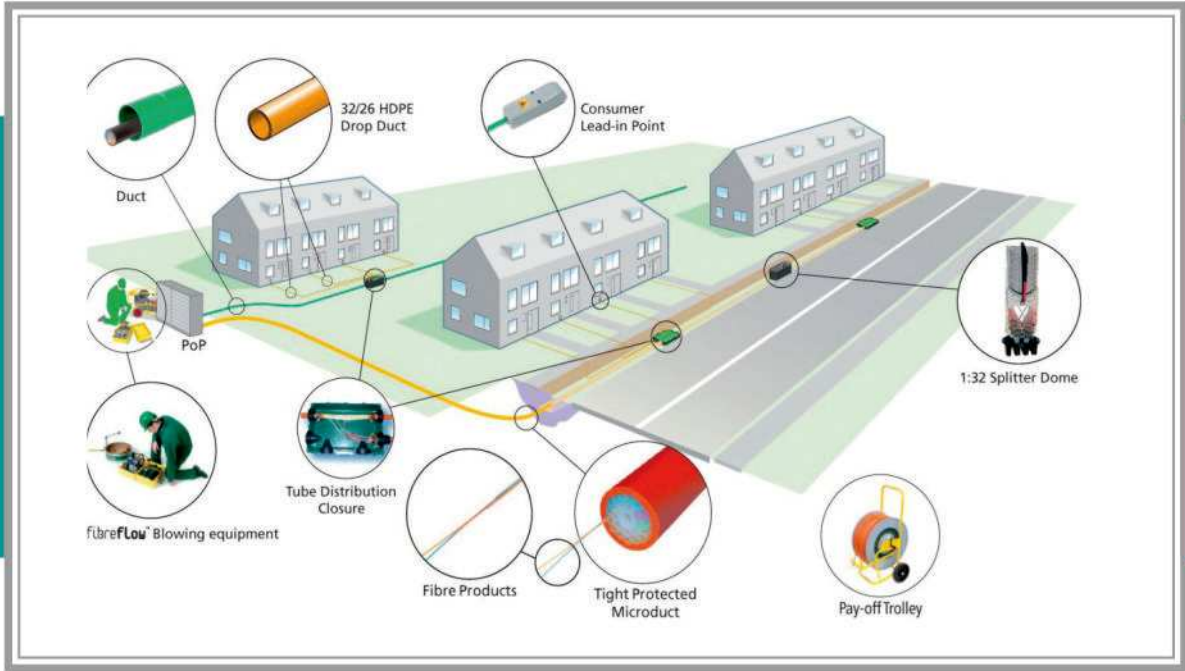 32/26 HDPE
Drop Duct
Consumer
Lead-in Point
Duct
PoP
1:32 Splitter Dome
Tube Distribution
Closure
fibreflow™ Blowing equipment
Fibre Products
Tight Protected
Microduct
Pay-off Trolley